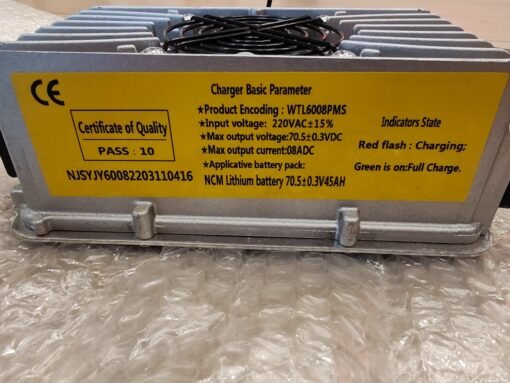 CE
Certificate of Quality
PASS : 10
NJSYJY60082203110416
Charger Basic Parameter
★Product Encoding : WTL6008PMS
★Input voltage: 220VAC±15%
★Max output voltage:70.5±0.3VDC
★Max output current:08ADC
★Applicative battery pack:
NCM Lithium battery 70.5±0.3V45AH
Indicators State
Red flash : Charging;
Green is on:Full Charge.